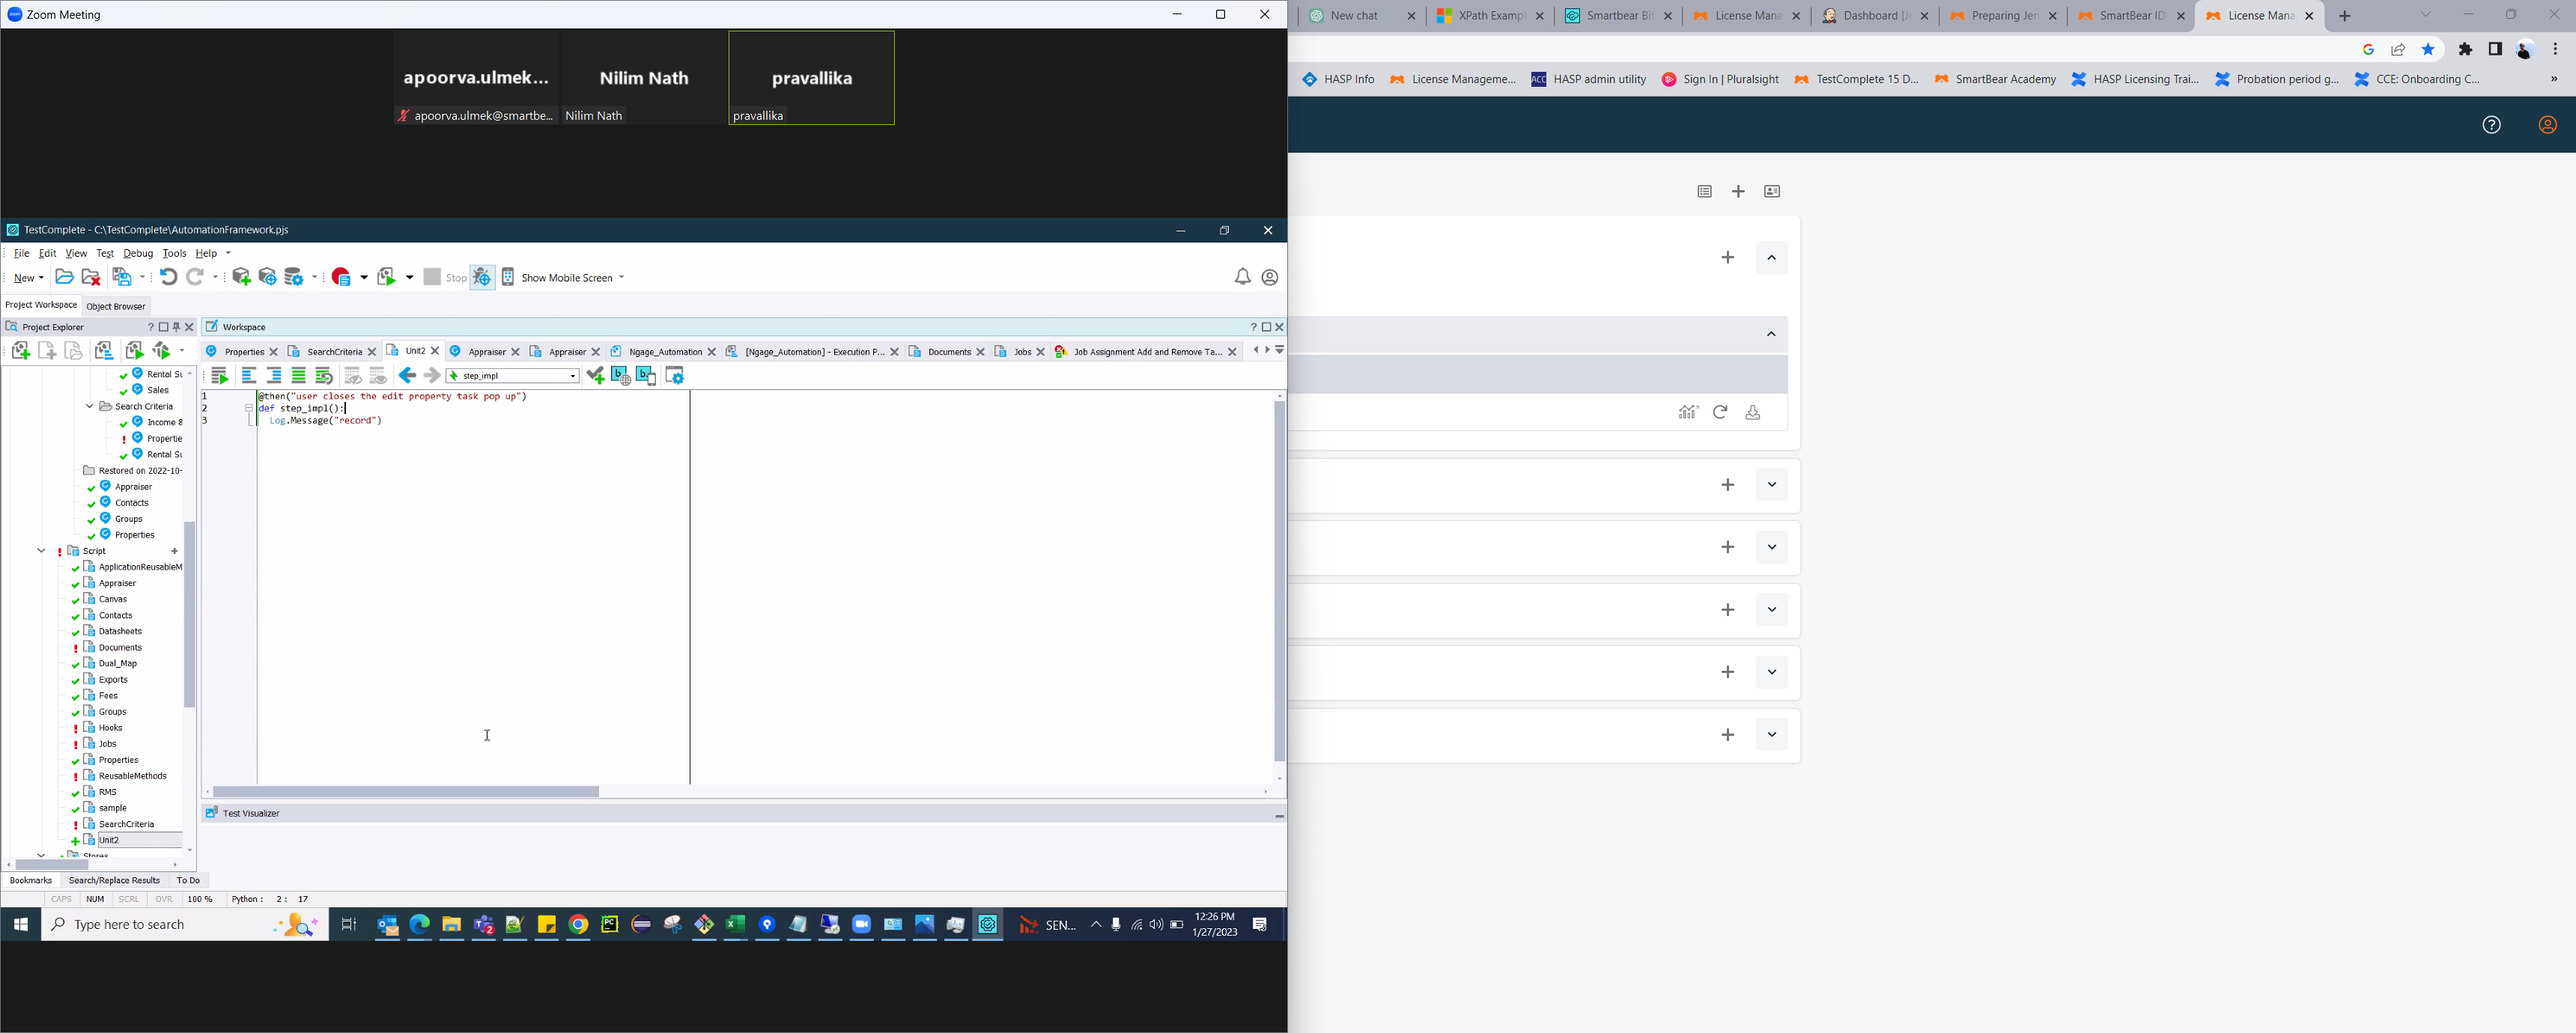 Zoom Meeting
apoorva.ulmek...
Nilim Nath
pravallika
apoorva.ulmek@smartbe...
Nilim Nath
pravallika
TestComplete - C:\TestComplete\AutomationFramework.pjs
File Edit View Test Debug Tools Help
New
Stop
Show Mobile Screen
Project Workspace
Object Browser
Project Explorer
Workspace
Properties
SearchCriteria
Unit2
Appraiser
Appraiser
Ngage_Automation
[Ngage_Automation] - Execution P...
Documents
Jobs
Job Assignment Add and Remove Ta...
step_impl
1 @then("user closes the edit property task pop up")
2 def step_impl():
3 Log.Message("record")
Rental Su
Sales
Search Criteria
Income &
Propertie
Rental Su
Restored on 2022-10-
Appraiser
Contacts
Groups
Properties
Script
ApplicationReusableM
Appraiser
Canvas
Contacts
Datasheets
Documents
Dual_Map
Exports
Fees
Groups
Hooks
Jobs
Properties
ReusableMethods
RMS
sample
SearchCriteria
Unit2
Stores
Test Visualizer
Bookmarks
Search/Replace Results
To Do
CAPS NUM SCRL OVR 100 % Python : 2 : 17
Type here to search
SEN...
12:26 PM
1/27/2023
New chat
XPath Exampl
Smartbear Bit
License Mana
Dashboard [Je
Preparing Jen
SmartBear ID
License Mana
HASP Info
License Manageme...
HASP admin utility
Sign In | Pluralsight
TestComplete 15 D...
SmartBear Academy
HASP Licensing Trai...
Probation period g...
CCE: Onboarding C...